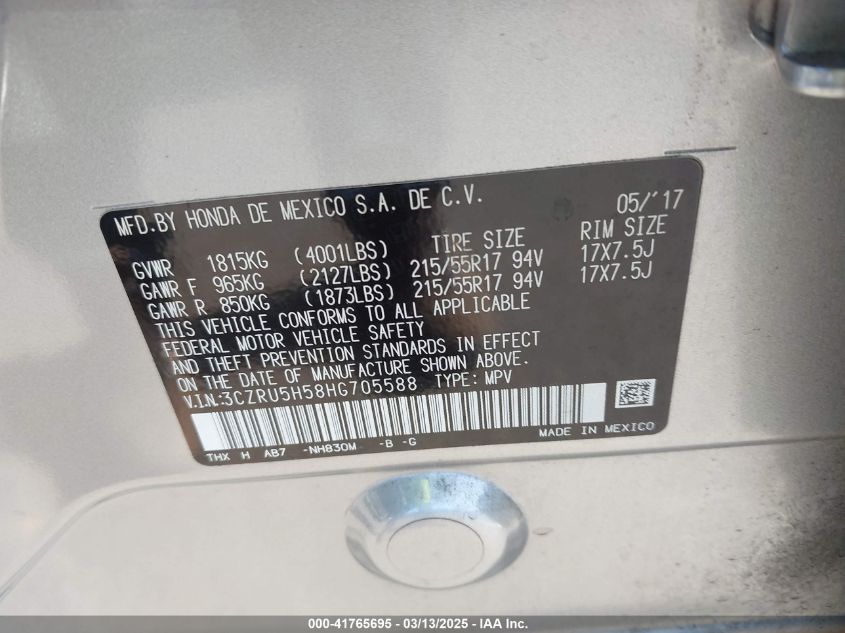 MFD.BY HONDA DE MEXICO S.A. DE C.V. 05/'17
GVWR 1815KG (4001LBS) TIRE SIZE RIM SIZE
GAWR F 965KG (2127LBS) 215/55R17 94V 17X7.5J
GAWR R 850KG (1873LBS) 215/55R17 94V 17X7.5J
THIS VEHICLE CONFORMS TO ALL APPLICABLE
FEDERAL MOTOR VEHICLE SAFETY
AND THEFT PREVENTION STANDARDS IN EFFECT
ON THE DATE OF MANUFACTURE SHOWN ABOVE.
V.I.N.:3CZRU5H58HG705588 TYPE: MPV
THX H AB7 -NH830M -B -G MADE IN MEXICO
000-41765695 - 03/13/2025 - IAA Inc.